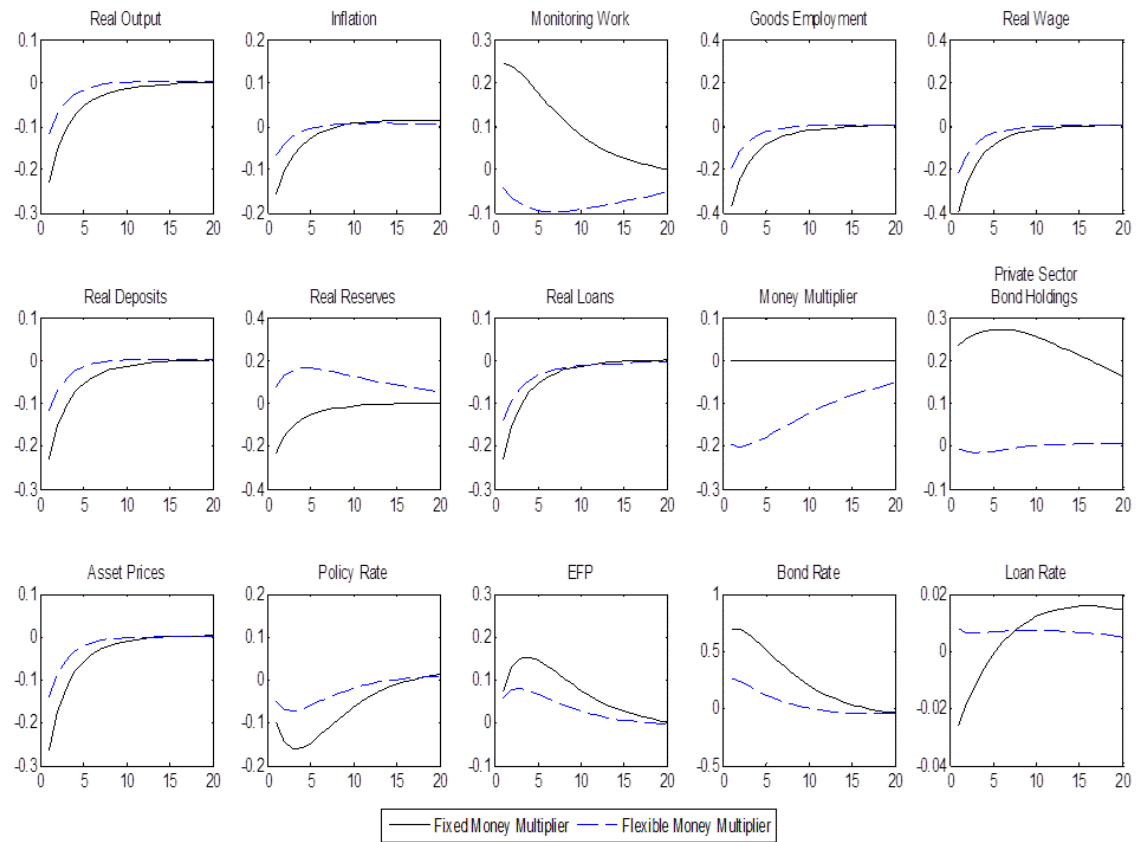 Real Output
0.1
0
-0.1
-0.2
-0.3
0 5 10 15 20
Inflation
0.2
0.1
0
-0.1
-0.2
0 5 10 15 20
Monitoring Work
0.3
0.2
0.1
0
-0.1
0 5 10 15 20
Goods Employment
0.4
0.2
0
-0.2
-0.4
0 5 10 15 20
Real Wage
0.4
0.2
0
-0.2
-0.4
0 5 10 15 20
Real Deposits
0.1
0
-0.1
-0.2
-0.3
0 5 10 15 20
Real Reserves
0.4
0.2
0
-0.2
-0.4
0 5 10 15 20
Real Loans
0.1
0
-0.1
-0.2
-0.3
0 5 10 15 20
Money Multiplier
0.1
0
-0.1
-0.2
-0.3
0 5 10 15 20
Private Sector
Bond Holdings
0.3
0.2
0.1
0
-0.1
0 5 10 15 20
Asset Prices
0.1
0
-0.1
-0.2
-0.3
0 5 10 15 20
Policy Rate
0.2
0.1
0
-0.1
-0.2
0 5 10 15 20
EFP
0.3
0.2
0.1
0
-0.1
0 5 10 15 20
Bond Rate
1
0.5
0
-0.5
0 5 10 15 20
Loan Rate
0.02
0
-0.02
-0.04
0 5 10 15 20
Fixed Money Multiplier Flexible Money Multiplier